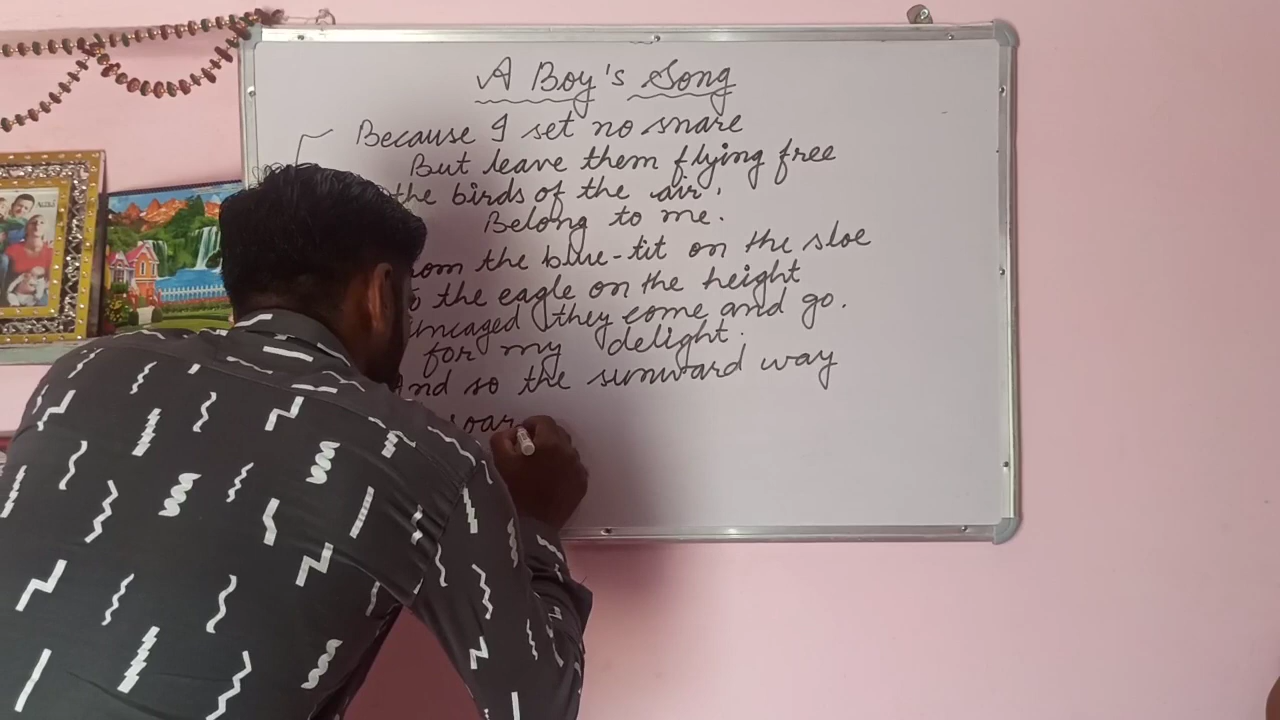 A Boy's Song
Because I set no snare
But leave them flying free
the birds of the air.
Belong to me.
the blue-tit on the sloe
the eagle on the height
uncaged they come and go.
for my delight.
And so the sunward way
soar